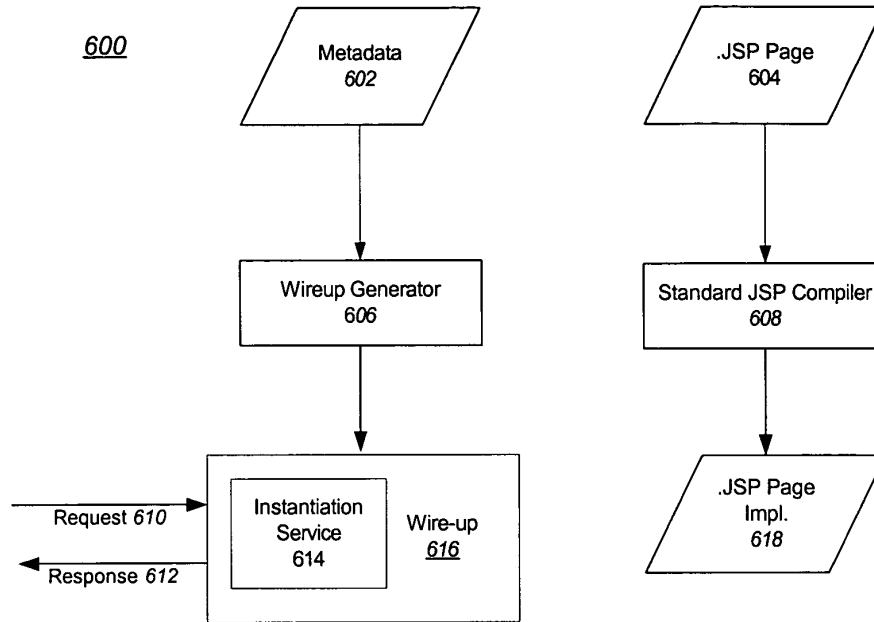 600
Metadata
602
.JSP Page
604
Wireup Generator
606
Standard JSP Compiler
608
Request 610
Response 612
Instantiation
Service
614
Wire-up
616
.JSP Page
Impl.
618